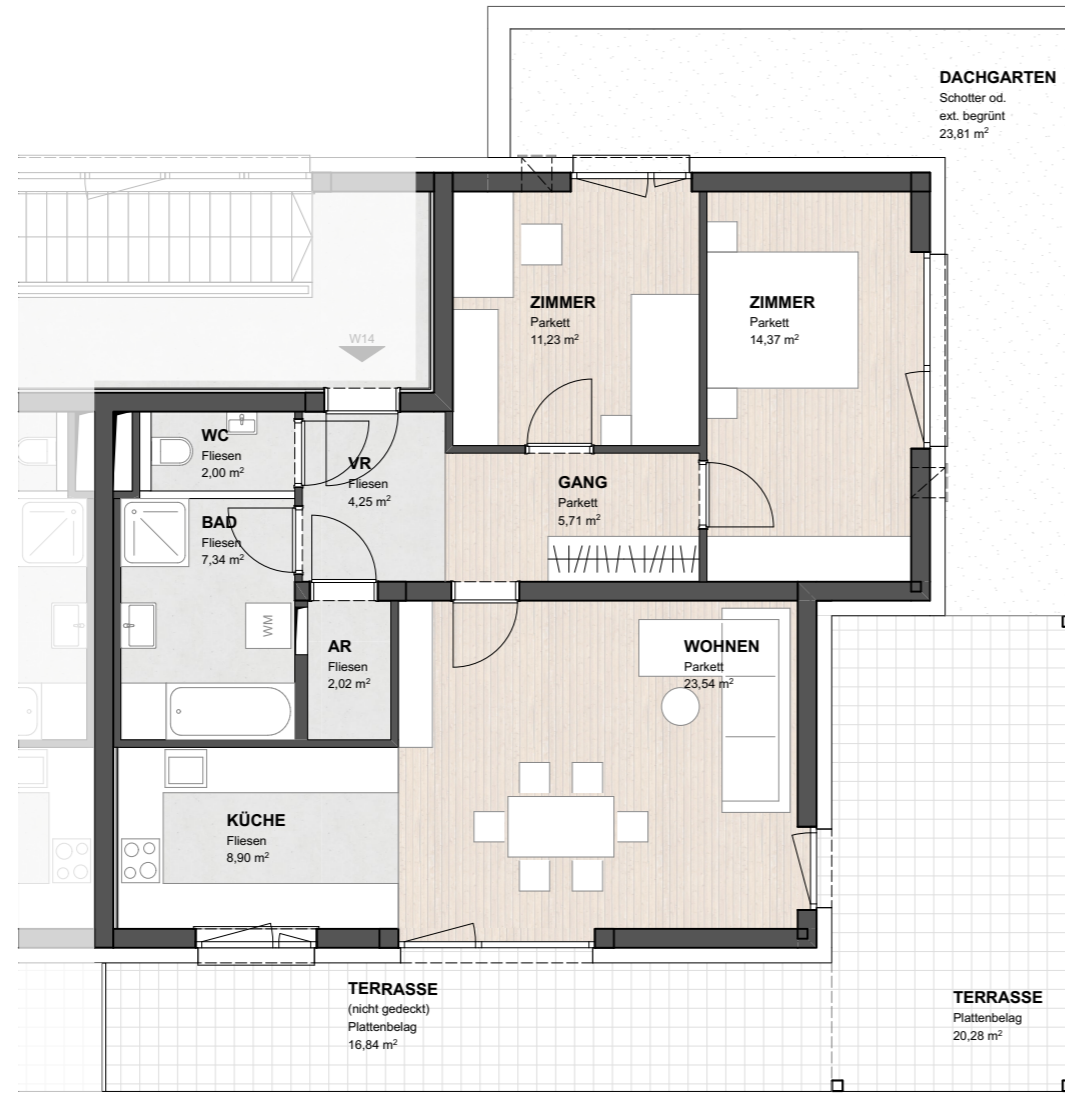 DACHGARTEN
Schotter od.
ext. begrünt
23,81 m²
W14
ZIMMER
Parkett
11,23 m²
ZIMMER
Parkett
14,37 m²
WC
Fliesen
2,00 m²
VR
Fliesen
4,25 m²
GANG
Parkett
5,71 m²
BAD
Fliesen
7,34 m²
WM
AR
Fliesen
2,02 m²
WOHNEN
Parkett
23,54 m²
KÜCHE
Fliesen
8,90 m²
TERRASSE
(nicht gedeckt)
Plattenbelag
16,84 m²
TERRASSE
Plattenbelag
20,28 m²